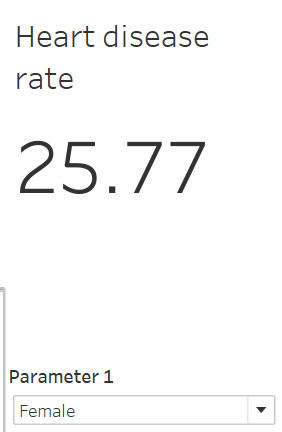 Heart disease
rate
25.77
Parameter 1
Female